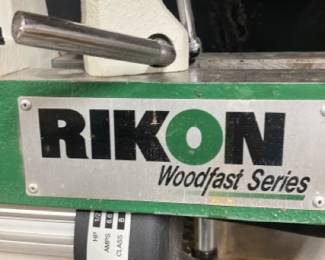 RIKON
Woodfast Series
HP
AMPS
CLASS